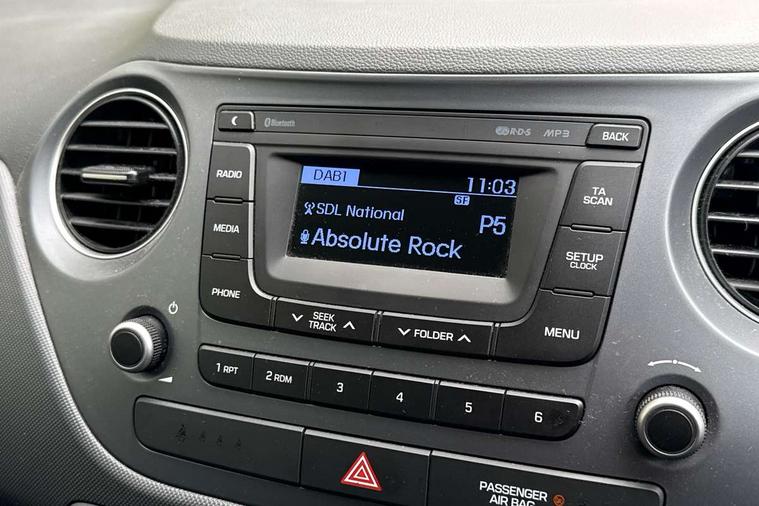 Bluetooth
R·D·S MP3
BACK
RADIO
MEDIA
PHONE
DAB1 11:03
SF
SDL National P5
Absolute Rock
TA
SCAN
SETUP
CLOCK
SEEK
TRACK
FOLDER
MENU
1 RPT
2 RDM
3
4
5
6
PASSENGER
AIR BAG